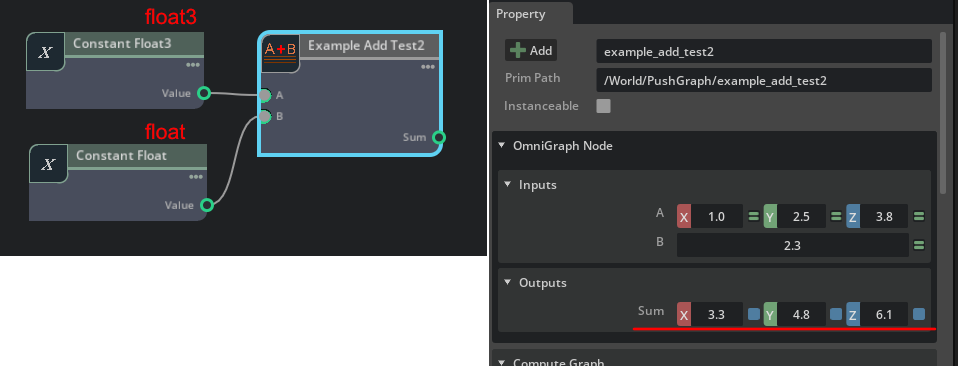 float3
X
Constant Float3
Value
A+B
Example Add Test2
A
B
Sum
float
X
Constant Float
Value
Property
Add
example_add_test2
Prim Path
/World/PushGraph/example_add_test2
Instanceable
OmniGraph Node
Inputs
A X 1.0 Y 2.5 Z 3.8
B 2.3
Outputs
Sum X 3.3 Y 4.8 Z 6.1
Compute Graph